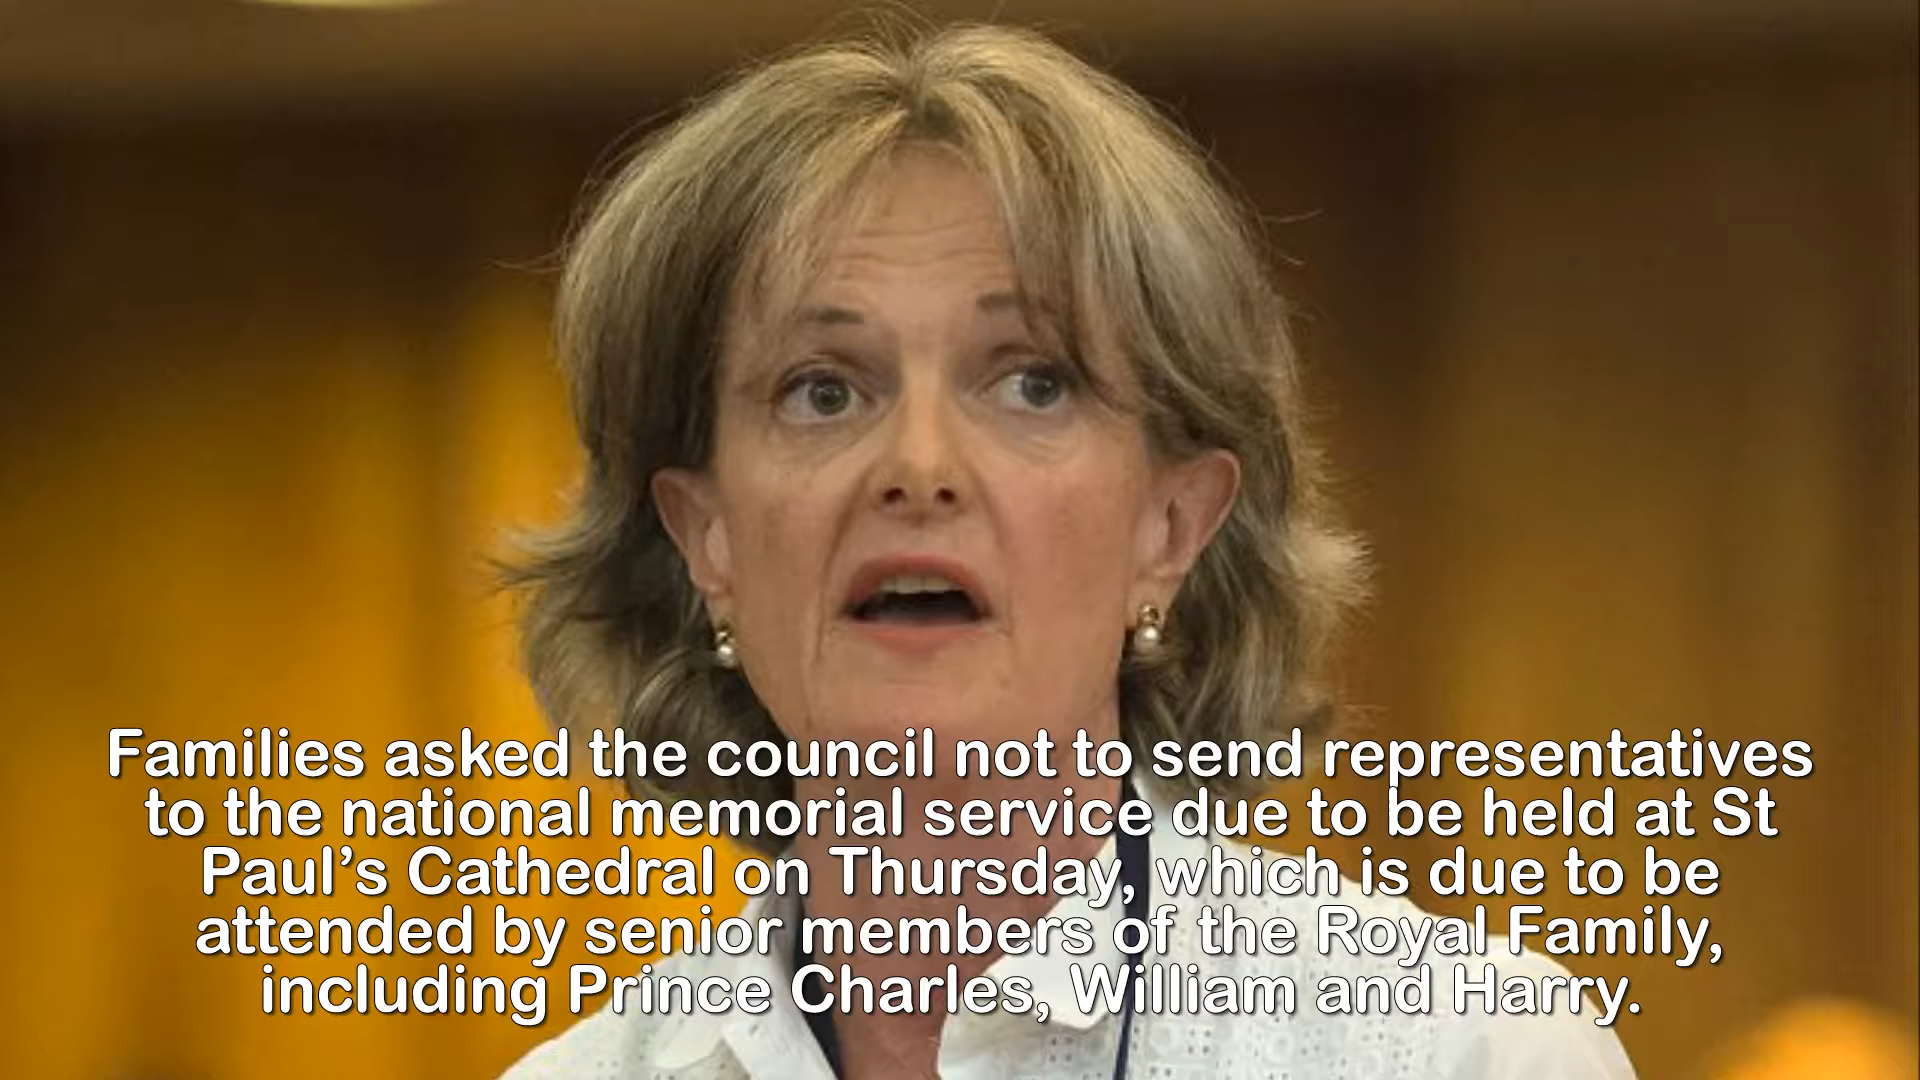 Families asked the council not to send representatives
to the national memorial service due to be held at St
Paul’s Cathedral on Thursday, which is due to be
attended by senior members of the Royal Family,
including Prince Charles, William and Harry.